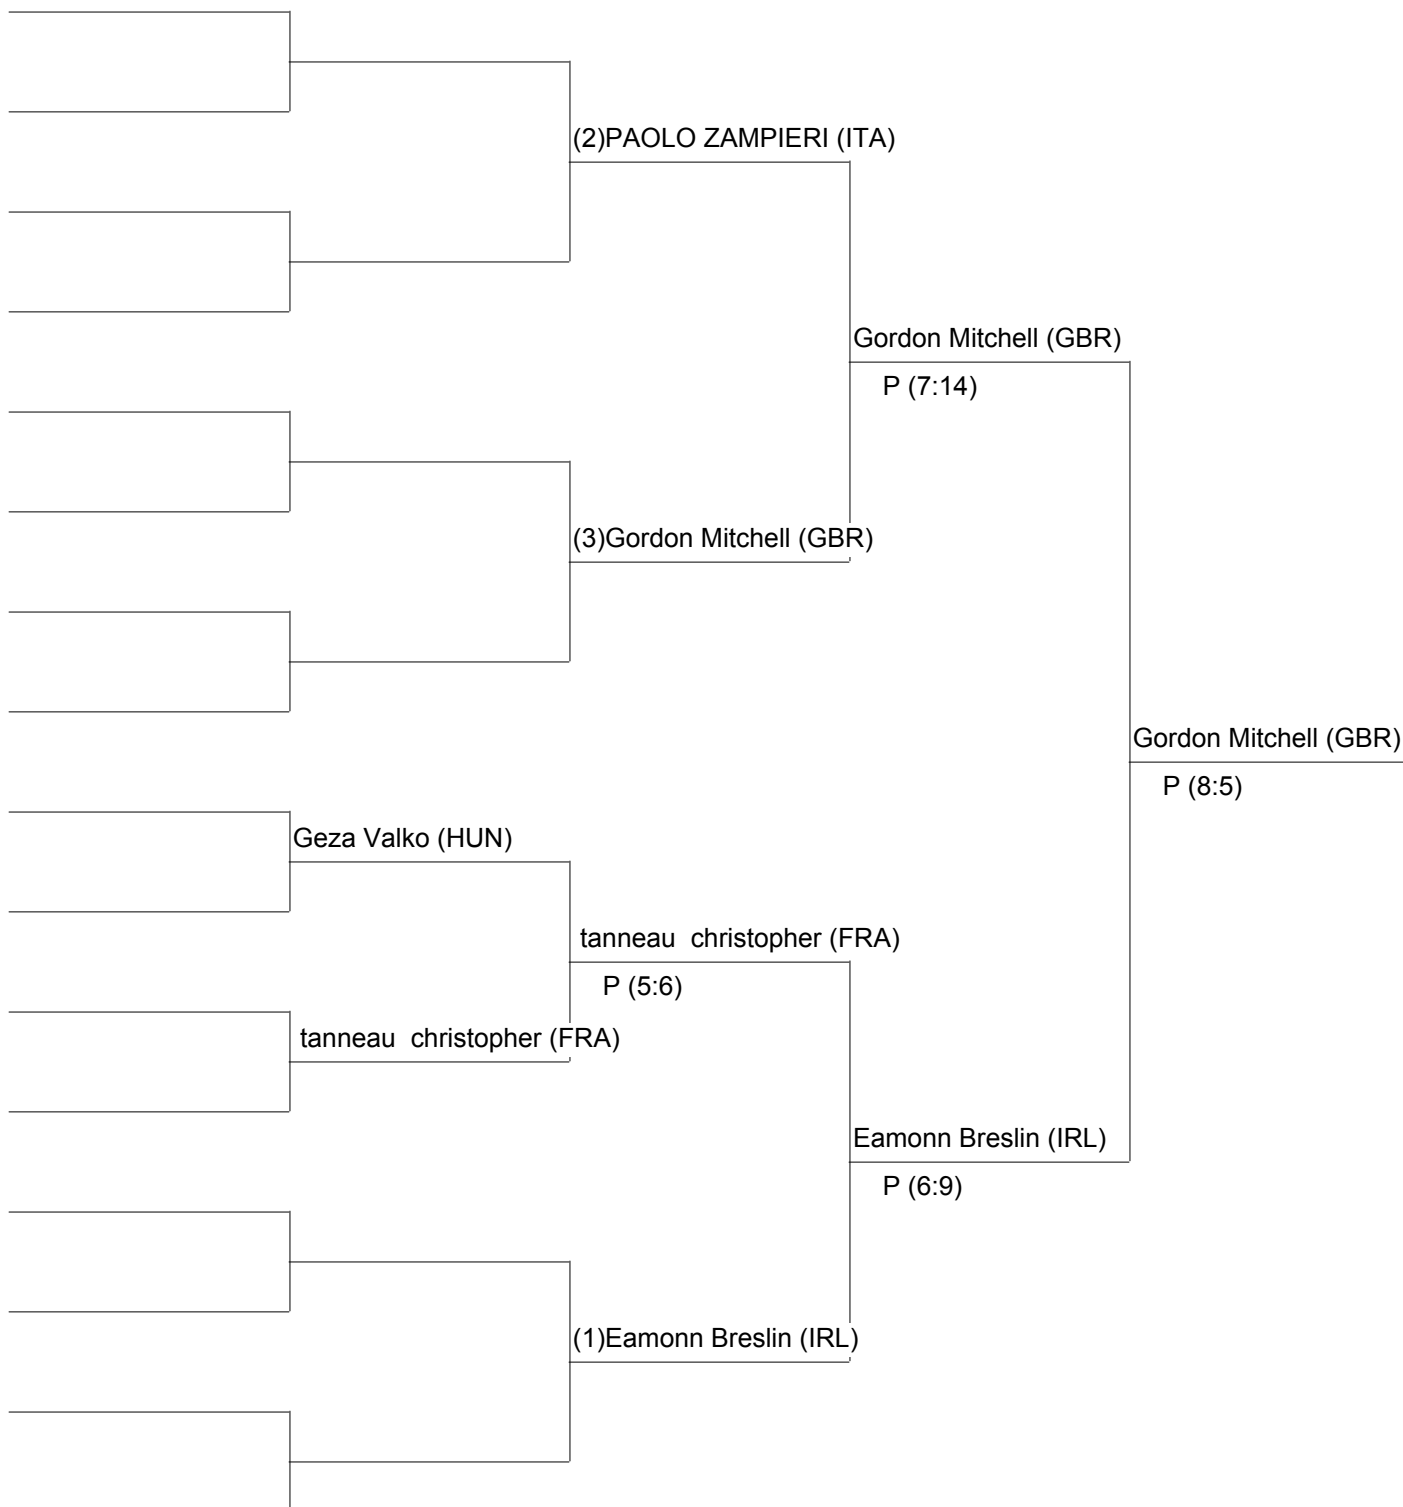 (2)PAOLO ZAMPIERI (ITA)
Gordon Mitchell (GBR)
P (7:14)
(3)Gordon Mitchell (GBR)
Gordon Mitchell (GBR)
P (8:5)
Geza Valko (HUN)
tanneau  christopher (FRA)
P (5:6)
tanneau  christopher (FRA)
Eamonn Breslin (IRL)
P (6:9)
(1)Eamonn Breslin (IRL)